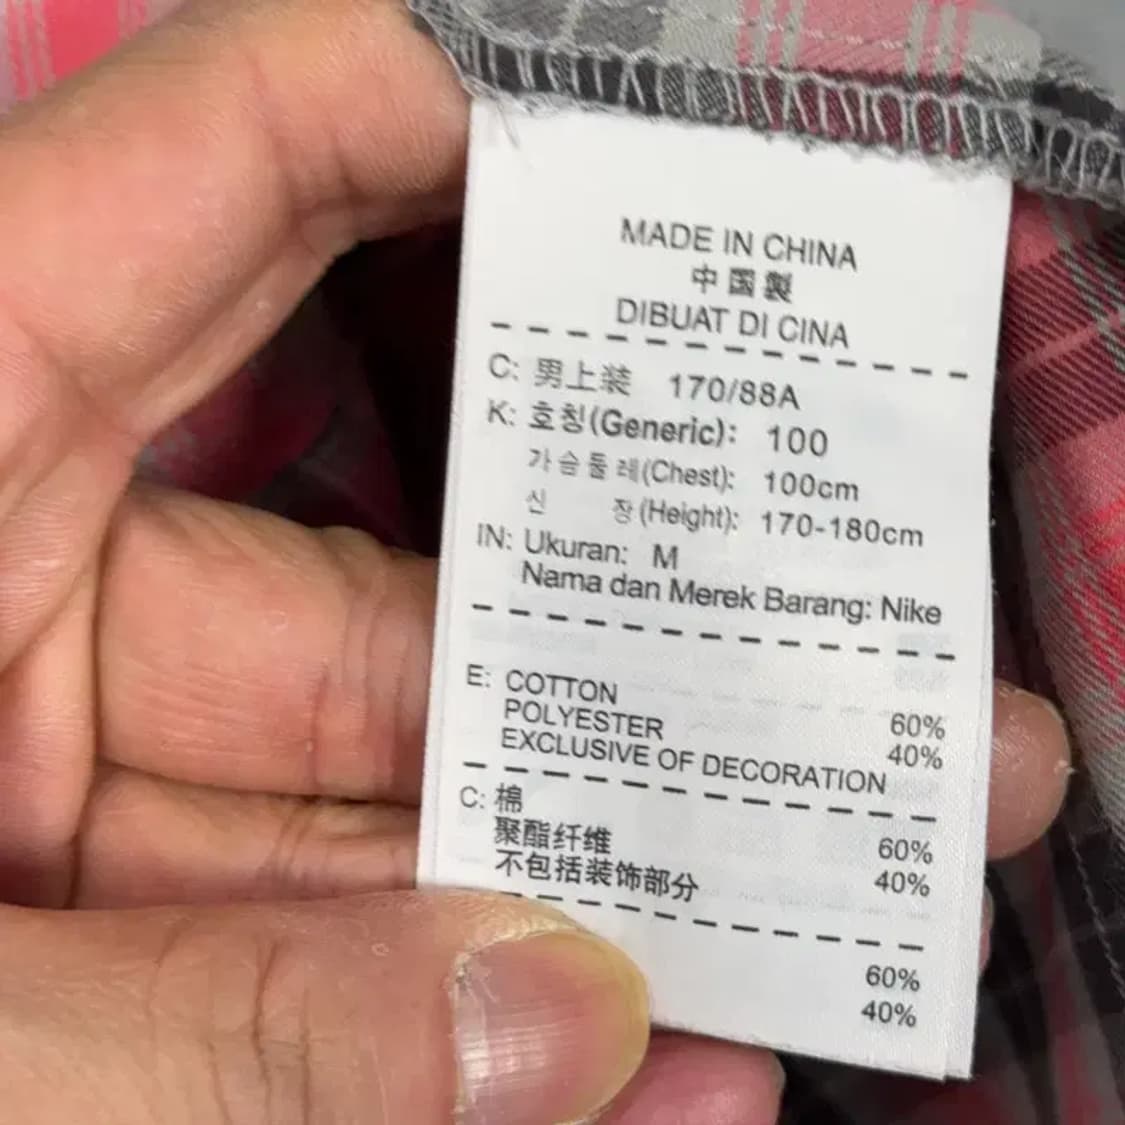 MADE IN CHINA
中国製
DIBUAT DI CINA
C: 男上装 170/88A
K: 호칭(Generic): 100
가슴둘레(Chest): 100cm
신 장(Height): 170-180cm
IN: Ukuran: M
Nama dan Merek Barang: Nike
E: COTTON 60%
POLYESTER 40%
EXCLUSIVE OF DECORATION
C: 棉 60%
聚酯纤维 40%
不包括装饰部分
60%
40%